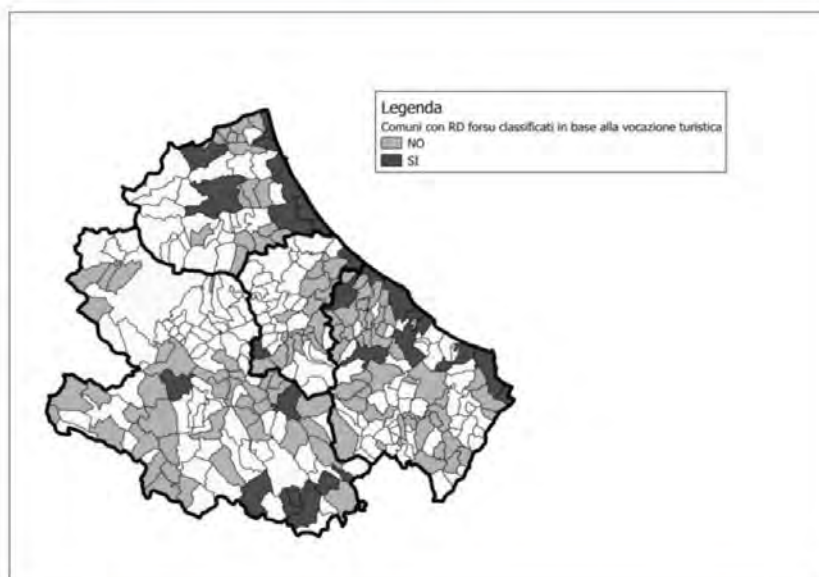 Legenda
Comuni con RD forsu classificati in base alla vocazione turistica
NO
SI